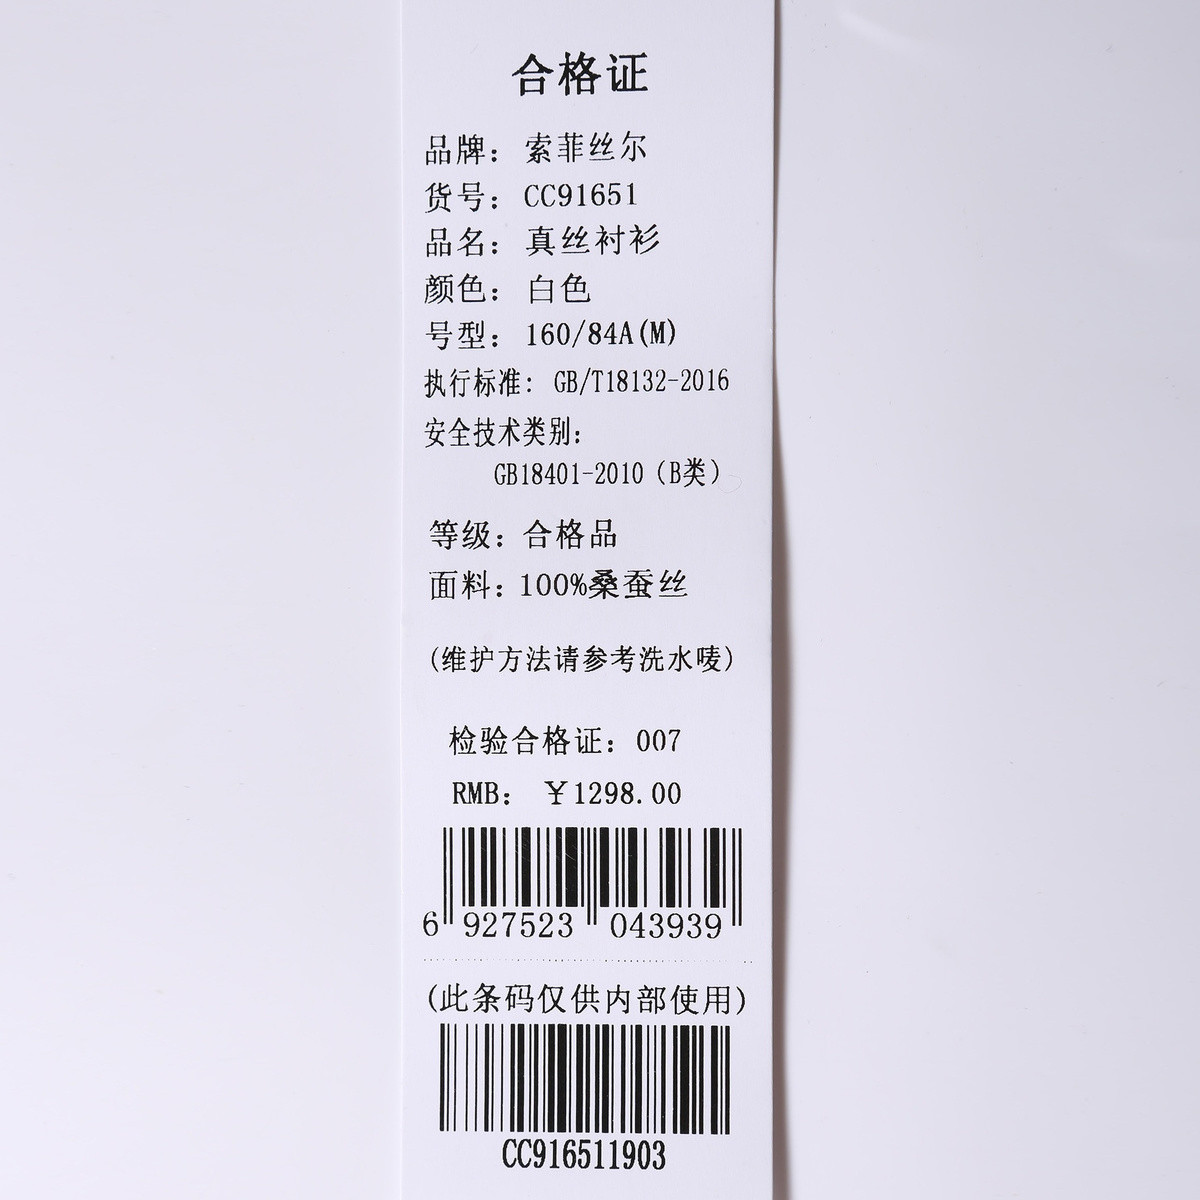 合格证
品牌：索菲丝尔
货号：CC91651
品名：真丝衬衫
颜色：白色
号型：160/84A(M)
执行标准：GB/T18132-2016
安全技术类别：
GB18401-2010（B类）
等级：合格品
面料：100%桑蚕丝
(维护方法请参考洗水唛)
检验合格证：007
RMB：￥1298.00
6 927523 043939
(此条码仅供内部使用)
CC916511903